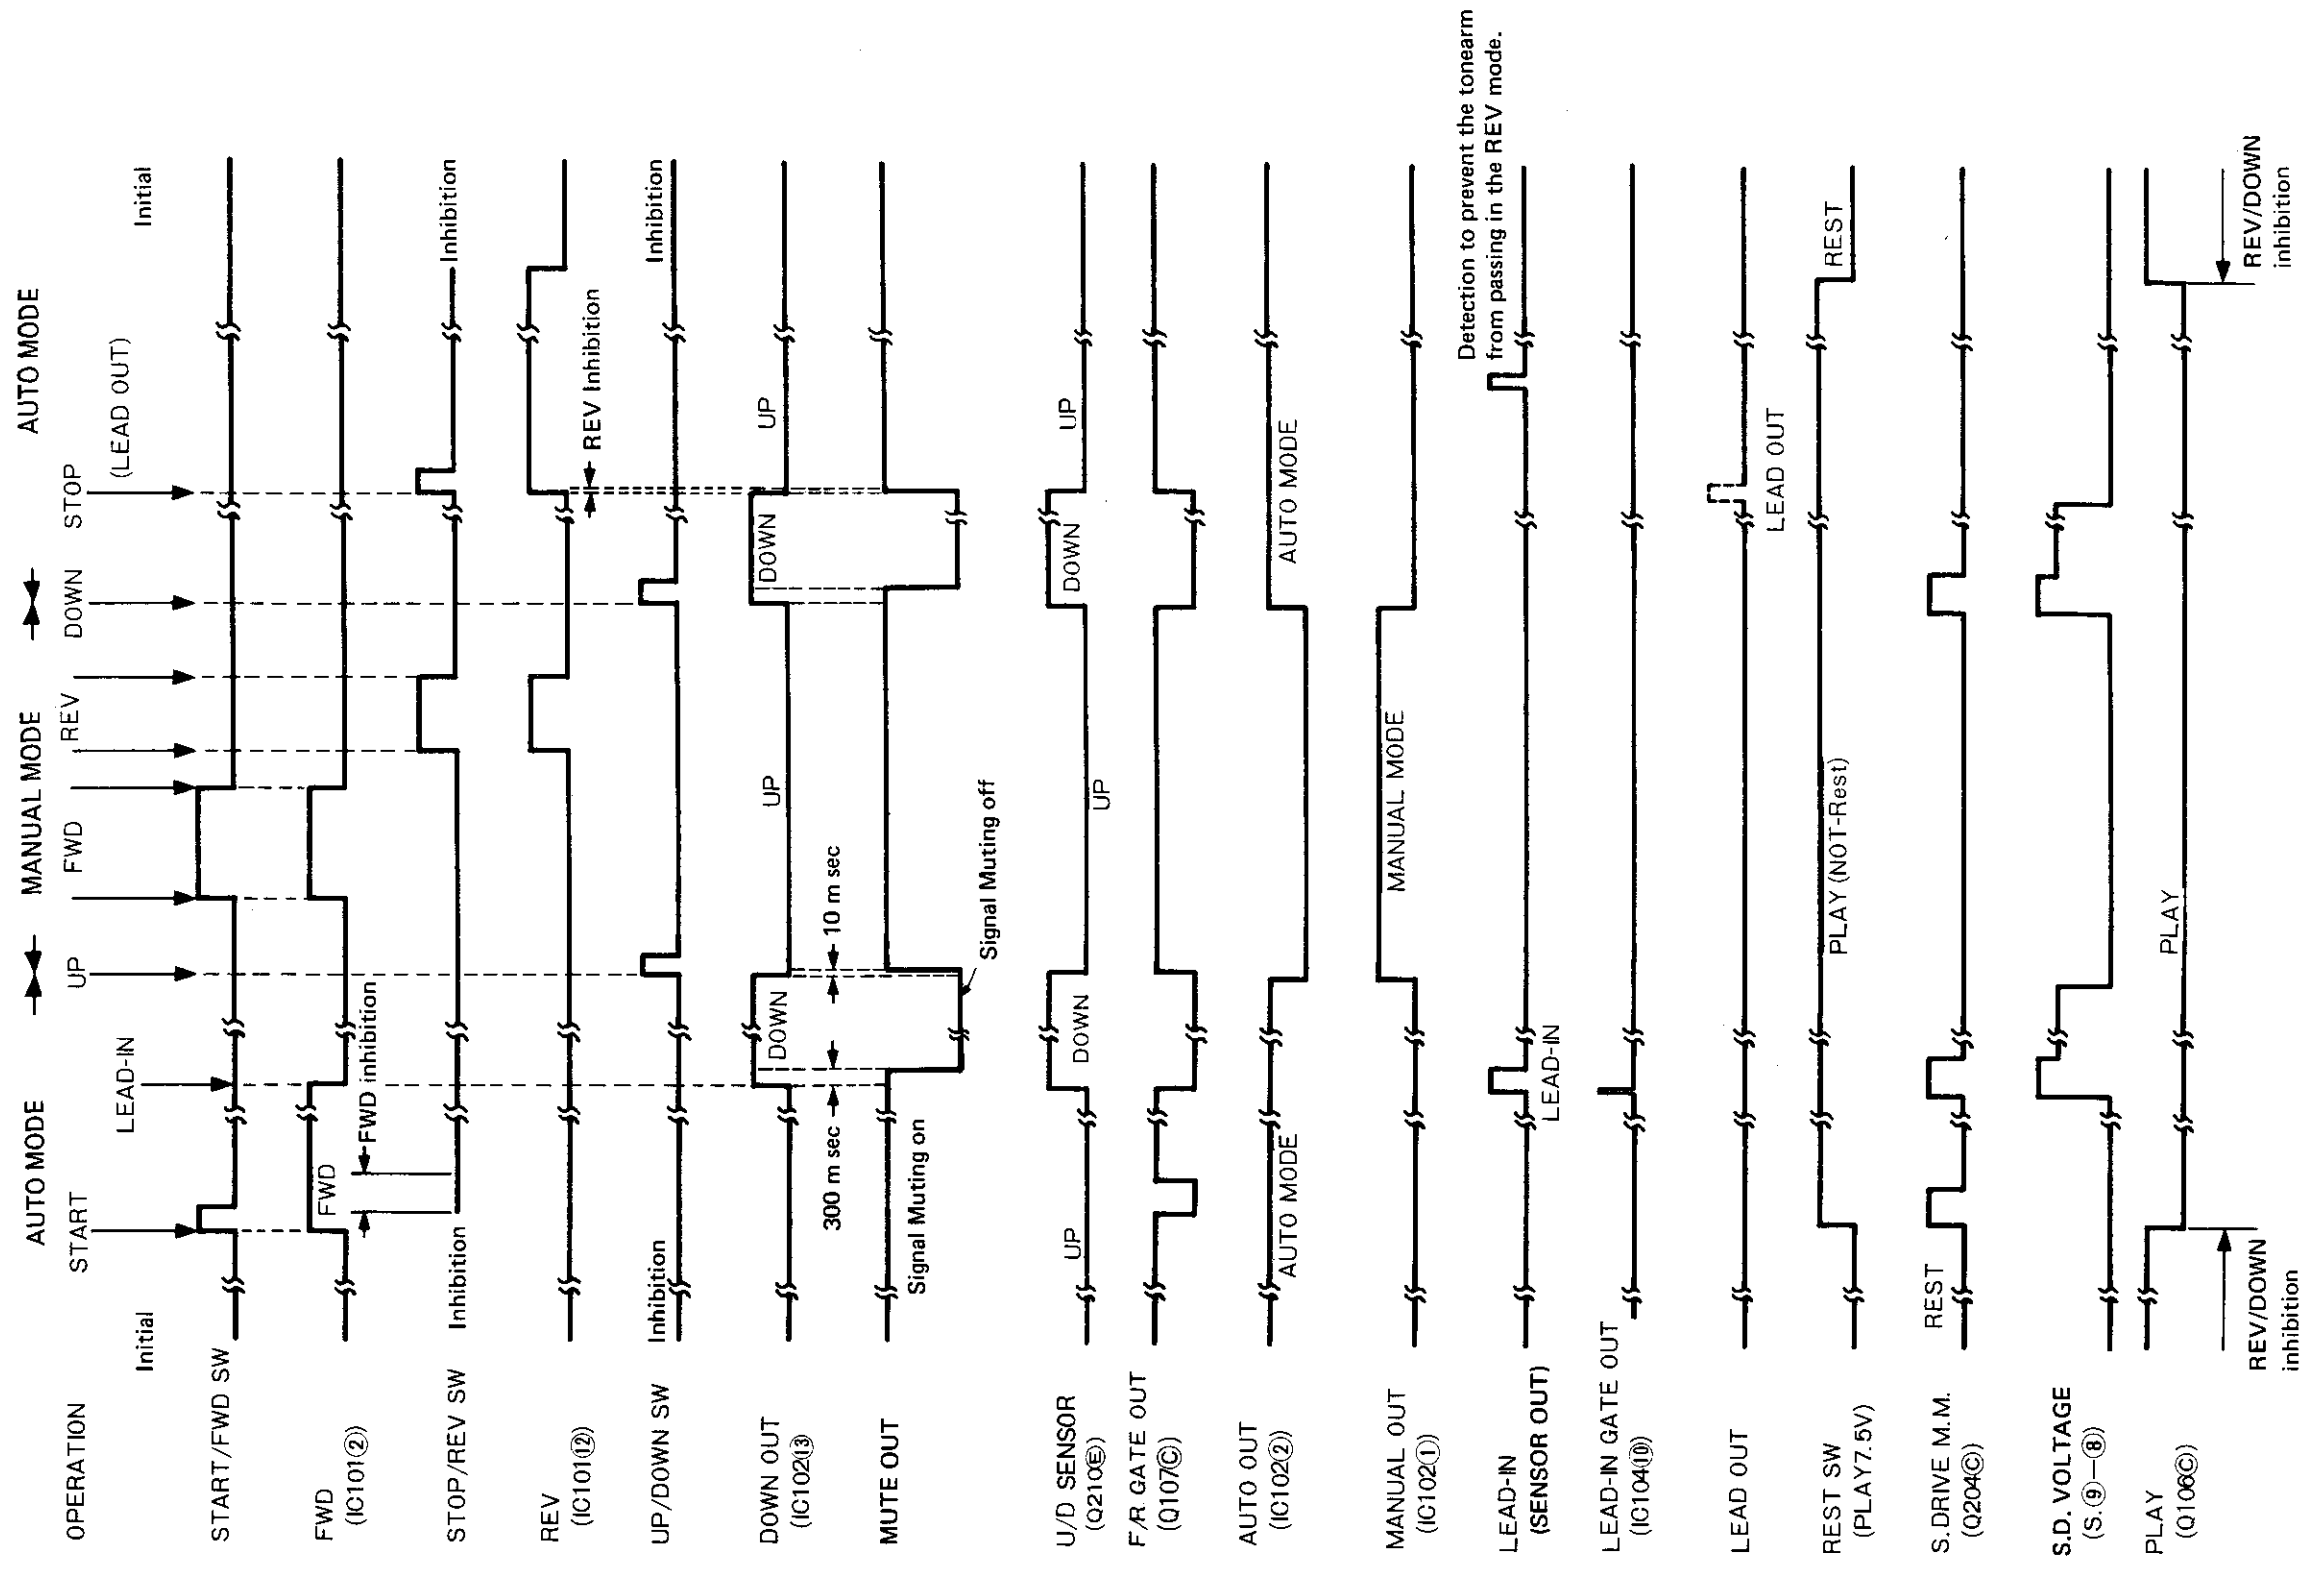 AUTO MODE
MANUAL MODE
AUTO MODE
OPERATION
Initial
START
LEAD-IN
UP
FWD
REV
DOWN
STOP
(LEAD OUT)
Initial
START/FWD SW
FWD
(IC101②)
FWD
FWD inhibition
STOP/REV SW
Inhibition
Inhibition
REV
(IC101⑫)
REV Inhibition
UP/DOWN SW
Inhibition
Inhibition
DOWN OUT
(IC102⑬)
DOWN
UP
DOWN
UP
300 m sec
10 m sec
MUTE OUT
Signal Muting on
Signal Muting off
U/D SENSOR
(Q210Ⓔ)
UP
DOWN
UP
DOWN
UP
F/R GATE OUT
(Q107Ⓒ)
AUTO OUT
(IC102②)
AUTO MODE
AUTO MODE
MANUAL OUT
(IC102①)
MANUAL MODE
LEAD-IN
(SENSOR OUT)
LEAD-IN
Detection to prevent the tonearm
from passing in the REV mode.
LEAD-IN GATE OUT
(IC104⑩)
LEAD OUT
LEAD OUT
REST SW
(PLAY7.5V)
PLAY (NOT-Rest)
REST
S.DRIVE M.M.
(Q204Ⓒ)
REST
S.D. VOLTAGE
(S.⑨—⑧)
PLAY
(Q106Ⓒ)
PLAY
REV/DOWN
inhibition
REV/DOWN
inhibition